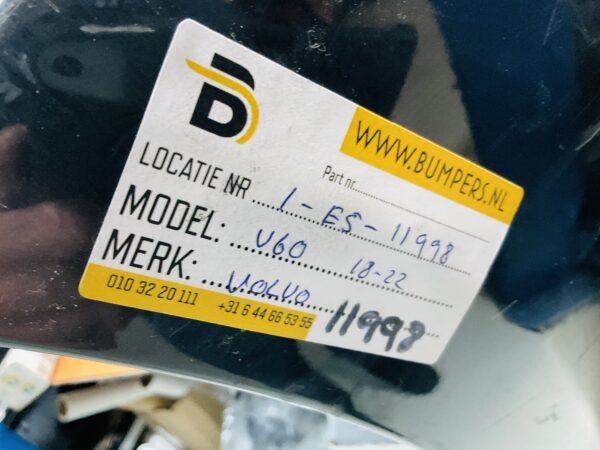 B
WWW.BUMPERS.NL
Part nr.
LOCATIE NR 1-ES-11998
MODEL: V60 18-22
MERK: VOLVO 11998
010 32 20 111 +31 6 44 66 53 55